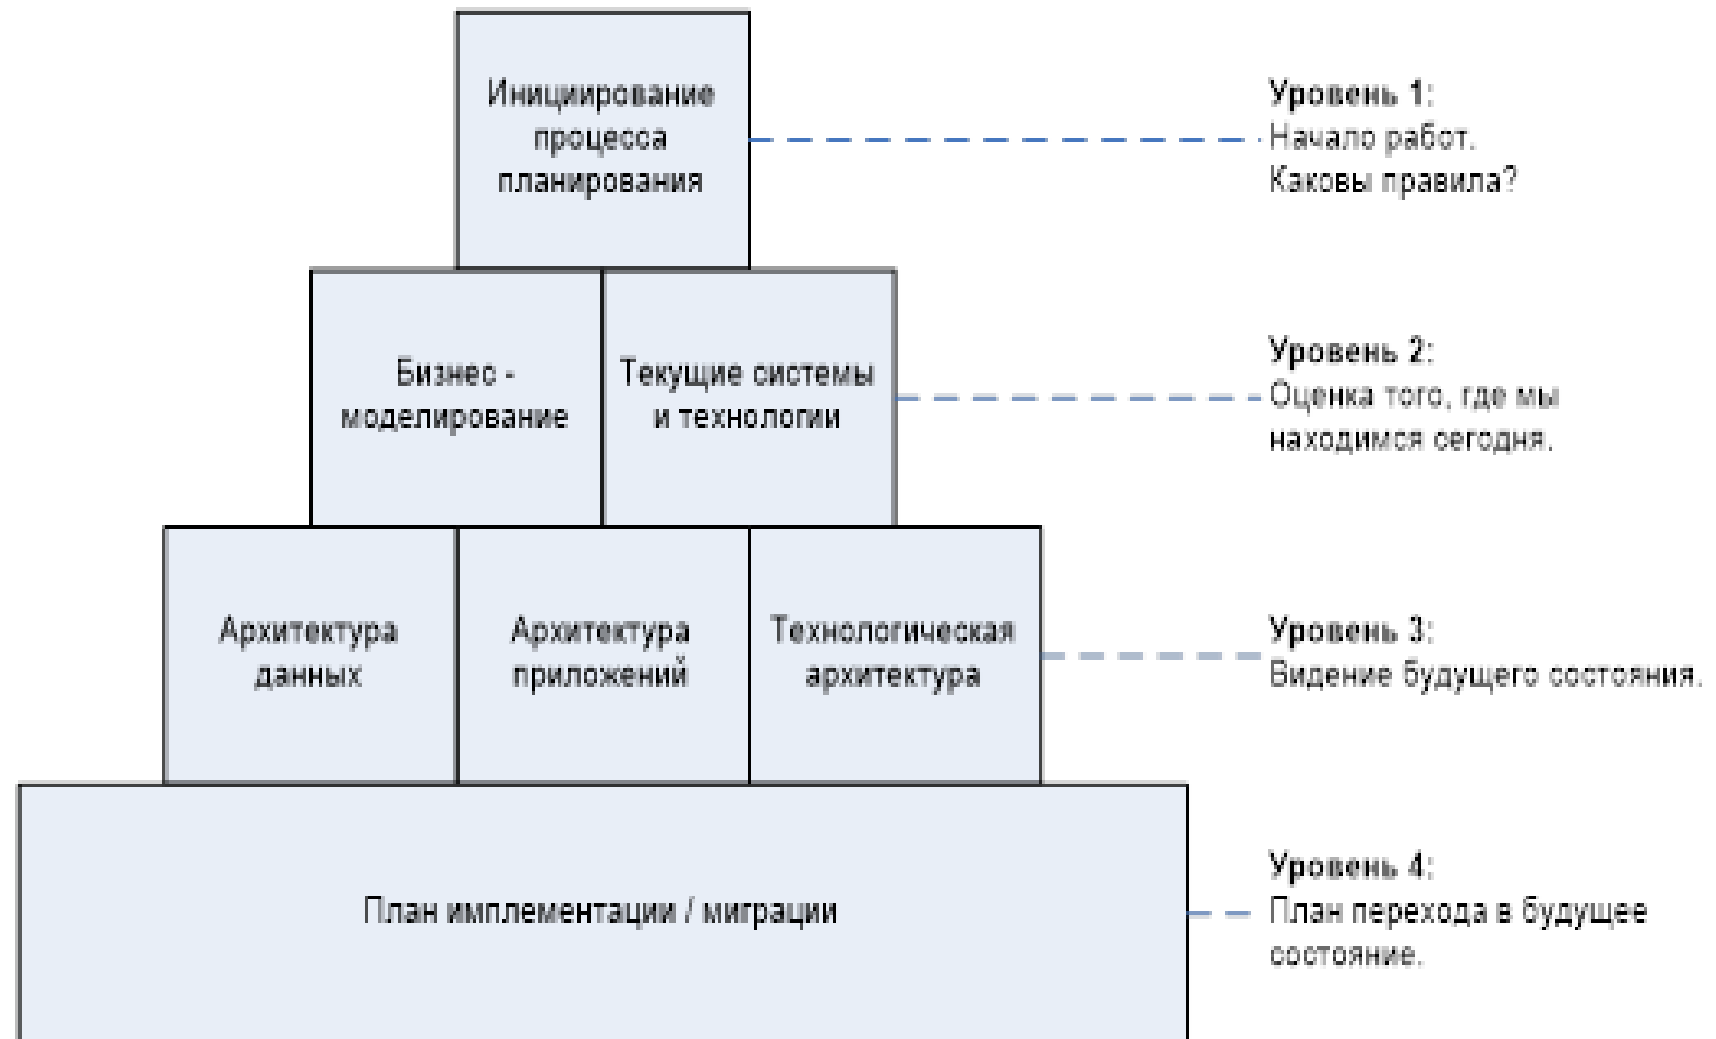 Инициирование
процесса
планирования
Уровень 1:
Начало работ.
Каковы правила?
Бизнес -
моделирование
Текущие системы
и технологии
Уровень 2:
Оценка того, где мы
находимся сегодня.
Архитектура
данных
Архитектура
приложений
Технологическая
архитектура
Уровень 3:
Видение будущего состояния.
План имплементации / миграции
Уровень 4:
План перехода в будущее
состояние.